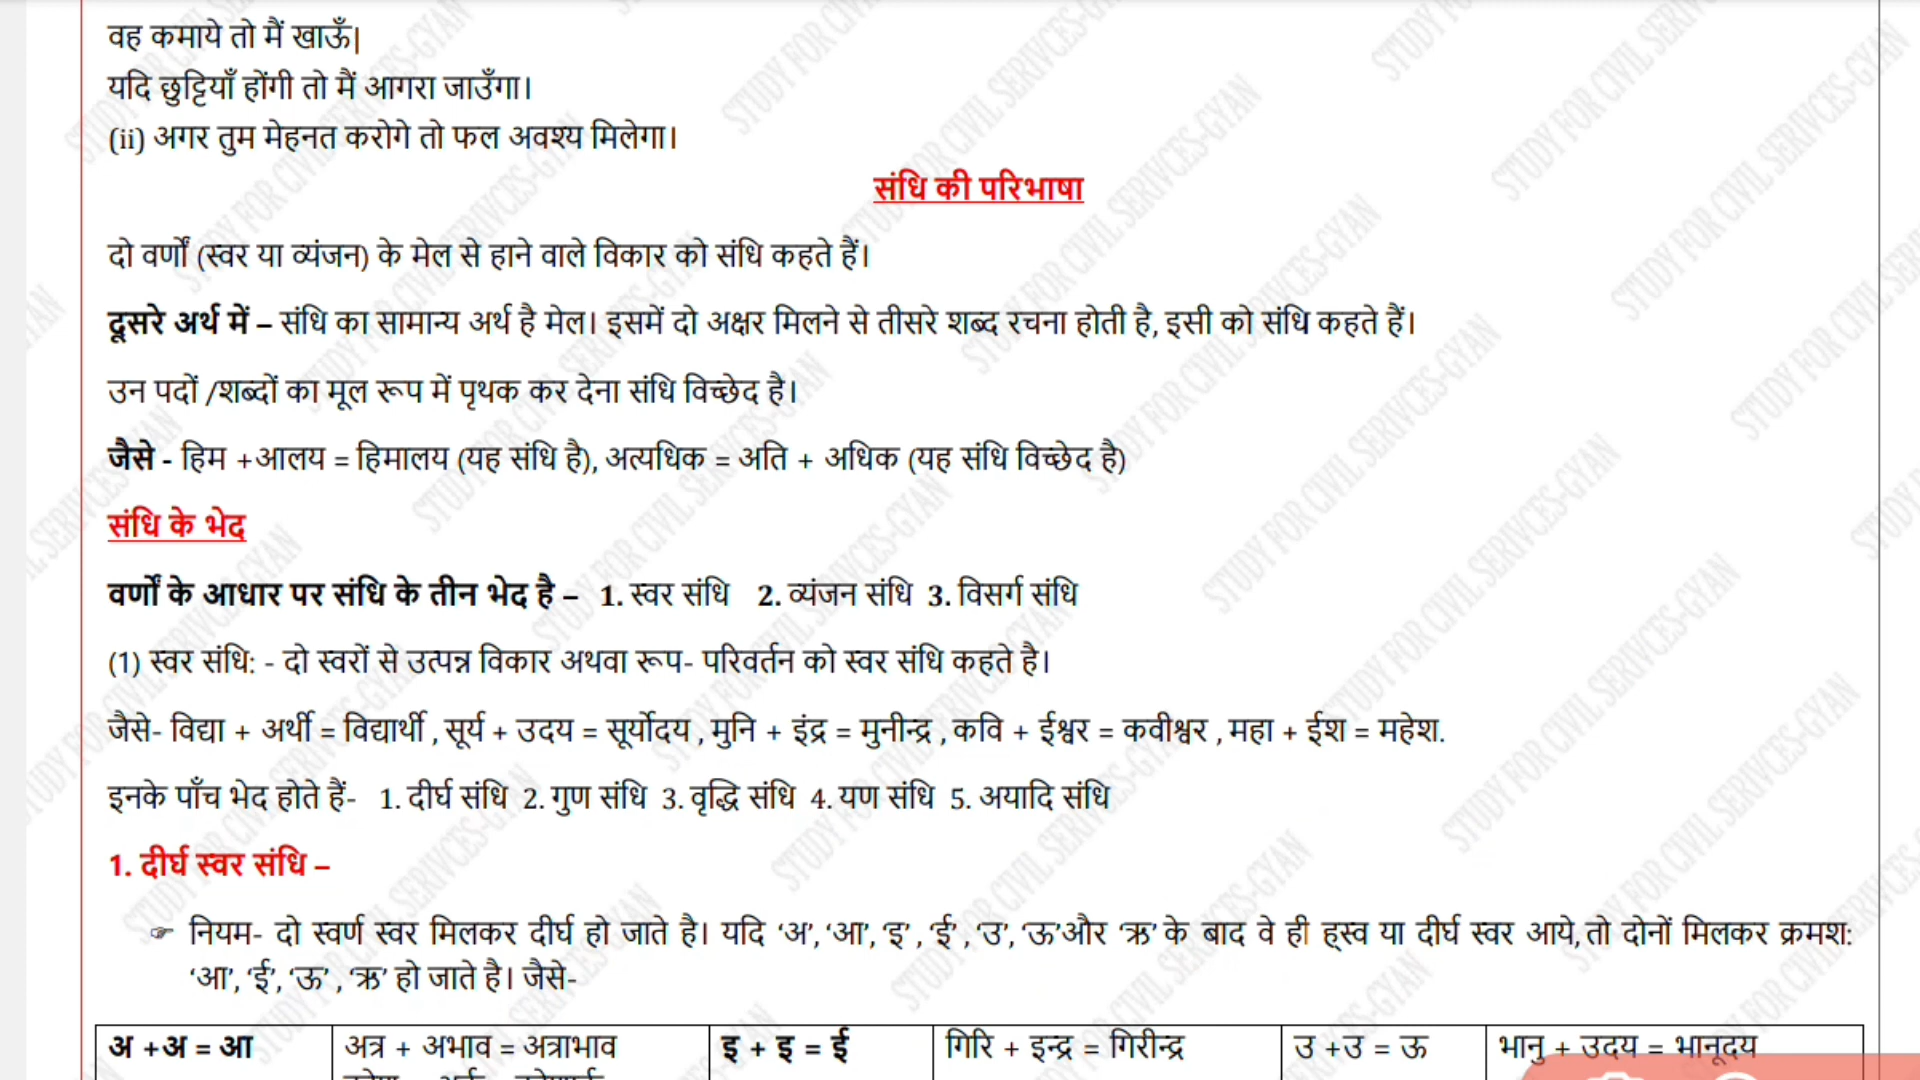 वह कमाये तो मैं खाऊँ|
यदि छुट्टियाँ होंगी तो मैं आगरा जाउँगा।
(ii) अगर तुम मेहनत करोगे तो फल अवश्य मिलेगा।
संधि की परिभाषा
दो वर्णों (स्वर या व्यंजन) के मेल से हाने वाले विकार को संधि कहते हैं।
दूसरे अर्थ में – संधि का सामान्य अर्थ है मेल। इसमें दो अक्षर मिलने से तीसरे शब्द रचना होती है, इसी को संधि कहते हैं।
उन पदों /शब्दों का मूल रूप में पृथक कर देना संधि विच्छेद है।
जैसे - हिम +आलय = हिमालय (यह संधि है), अत्यधिक = अति + अधिक (यह संधि विच्छेद है)
संधि के भेद
वर्णों के आधार पर संधि के तीन भेद है – 1. स्वर संधि 2. व्यंजन संधि 3. विसर्ग संधि
(1) स्वर संधि: - दो स्वरों से उत्पन्न विकार अथवा रूप- परिवर्तन को स्वर संधि कहते है।
जैसे- विद्या + अर्थी = विद्यार्थी , सूर्य + उदय = सूर्योदय , मुनि + इंद्र = मुनीन्द्र , कवि + ईश्वर = कवीश्वर , महा + ईश = महेश.
इनके पाँच भेद होते हैं- 1. दीर्घ संधि 2. गुण संधि 3. वृद्धि संधि 4. यण संधि 5. अयादि संधि
1. दीर्घ स्वर संधि –
☞ नियम- दो स्वर्ण स्वर मिलकर दीर्घ हो जाते है। यदि ‘अ’, ‘आ’, ‘इ’ , ‘ई’ , ‘उ’, ‘ऊ’और ‘ऋ’ के बाद वे ही ह्स्व या दीर्घ स्वर आये, तो दोनों मिलकर क्रमश:
‘आ’, ‘ई’, ‘ऊ’ , ‘ऋ’ हो जाते है। जैसे-
अ +अ = आ अत्र + अभाव = अत्राभाव इ + इ = ई गिरि + इन्द्र = गिरीन्द्र उ +उ = ऊ भानु + उदय = भानूदय
STUDY FOR CIVIL SERIVCES-GYAN